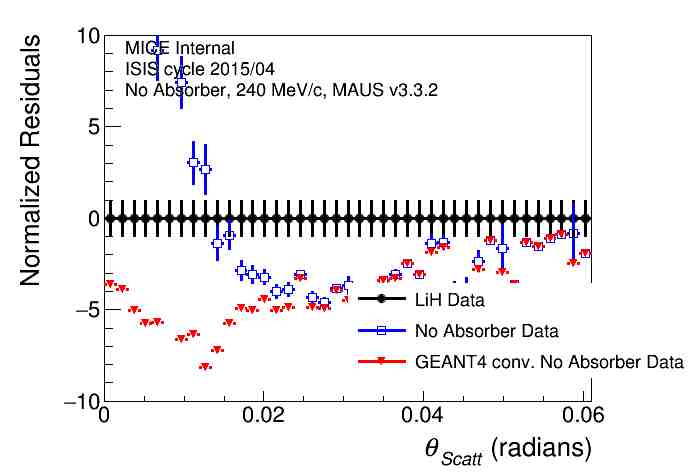 Normalized Residuals
10
5
0
−5
−10
MICE Internal
ISIS cycle 2015/04
No Absorber, 240 MeV/c, MAUS v3.3.2
LiH Data
No Absorber Data
GEANT4 conv. No Absorber Data
0 0.02 0.04 0.06
θ_Scatt (radians)